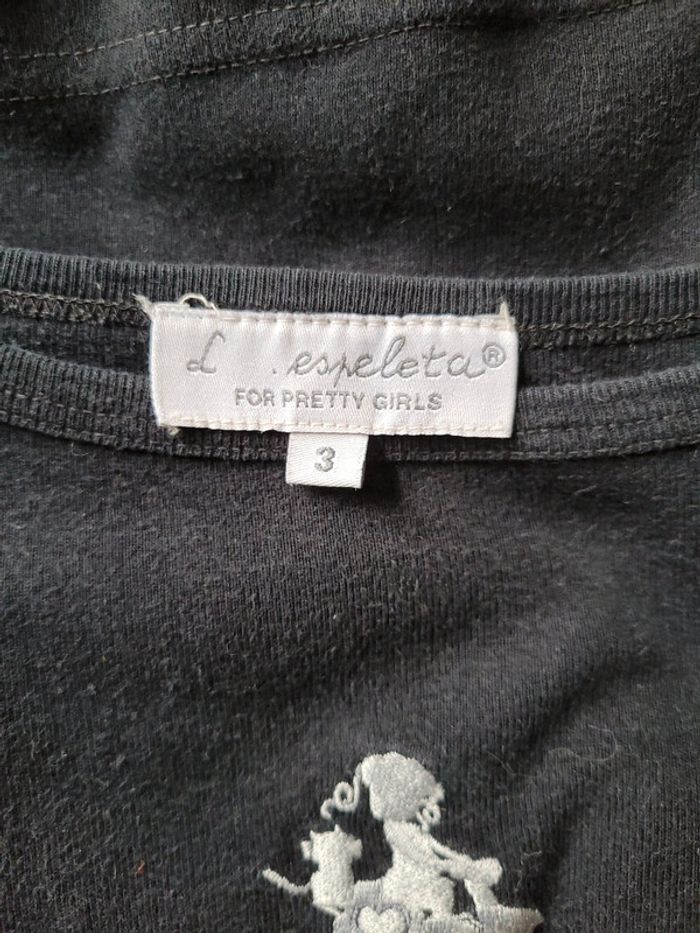 L . espeleta®
FOR PRETTY GIRLS
3